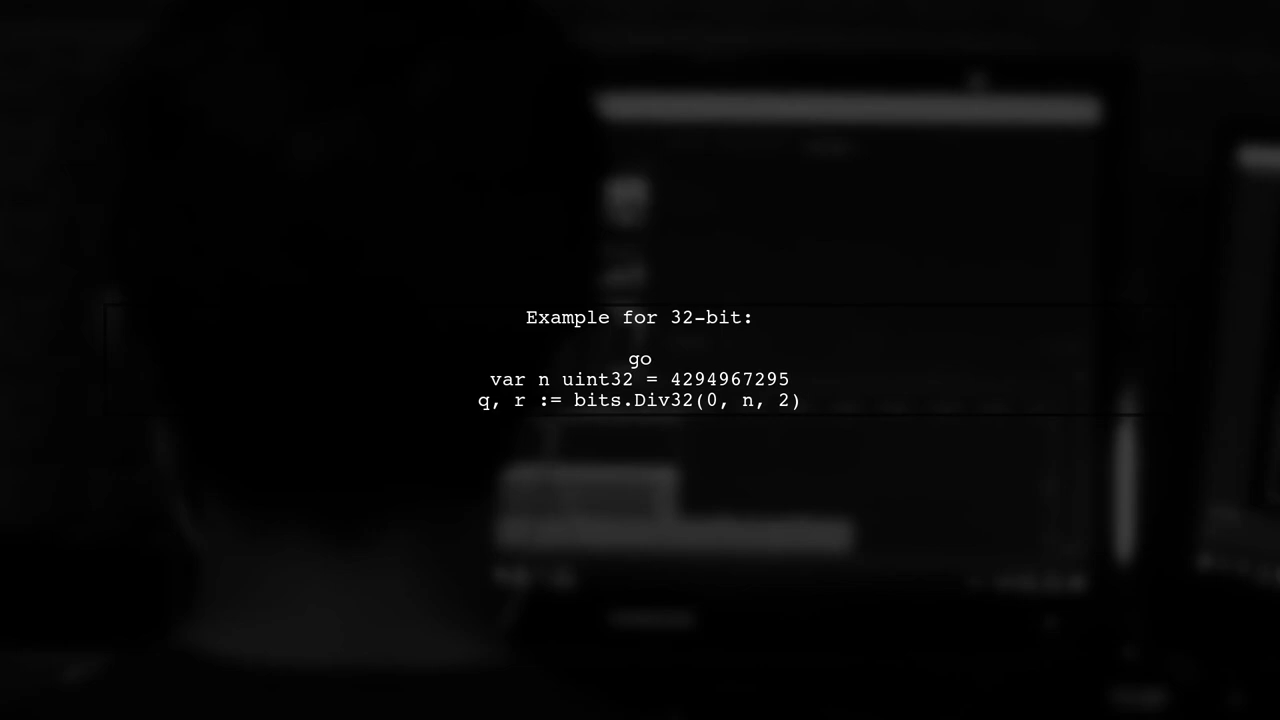 Example for 32-bit:
go
var n uint32 = 4294967295
q, r := bits.Div32(0, n, 2)